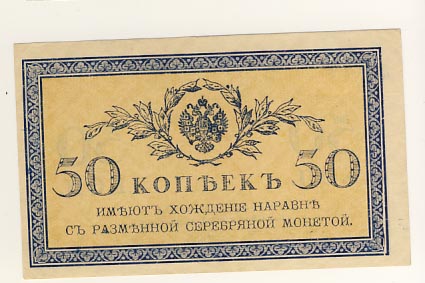 50 КОПѢЕКЪ 50
ИМѢЮТЪ ХОЖДЕНІЕ НАРАВНѢ
СЪ РАЗМѢННОЙ СЕРЕБРЯНОЙ МОНЕТОЙ.